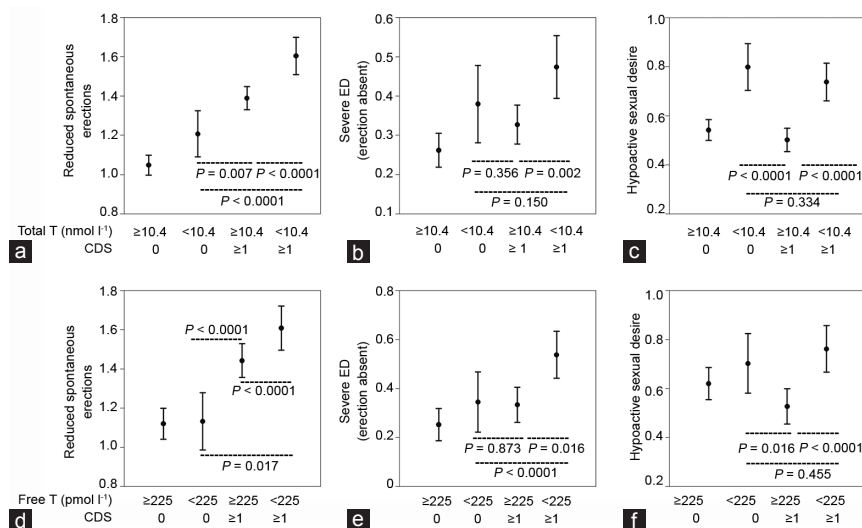 1.8
1.6
1.4
1.2
1.0
0.8
Reduced spontaneous
erections
P = 0.007 P < 0.0001
P < 0.0001
Total T (nmol l-1) ≥10.4 <10.4 ≥10.4 <10.4
CDS 0 0 ≥1 ≥1
a
0.6
0.5
0.4
0.3
0.2
0.1
Severe ED
(erection absent)
P = 0.356 P = 0.002
P = 0.150
≥10.4 <10.4 ≥10.4 <10.4
0 0 ≥ 1 ≥1
b
1.0
0.8
0.6
0.4
0.2
Hypoactive sexual desire
P < 0.0001 P < 0.0001
P = 0.334
≥10.4 <10.4 ≥10.4 <10.4
0 0 ≥1 ≥1
c
1.8
1.6
1.4
1.2
1.0
0.8
Reduced spontaneous
erections
P < 0.0001
P < 0.0001
P = 0.017
Free T (pmol l-1) ≥225 <225 ≥225 <225
CDS 0 0 ≥1 ≥1
d
0.8
0.6
0.4
0.2
0
Severe ED
(erection absent)
P = 0.873 P = 0.016
P < 0.0001
≥225 <225 ≥225 <225
0 0 ≥1 ≥1
e
1.0
0.8
0.6
0.4
0.2
Hypoactive sexual desire
P = 0.016 P < 0.0001
P = 0.455
≥225 <225 ≥225 <225
0 0 ≥1 ≥1
f